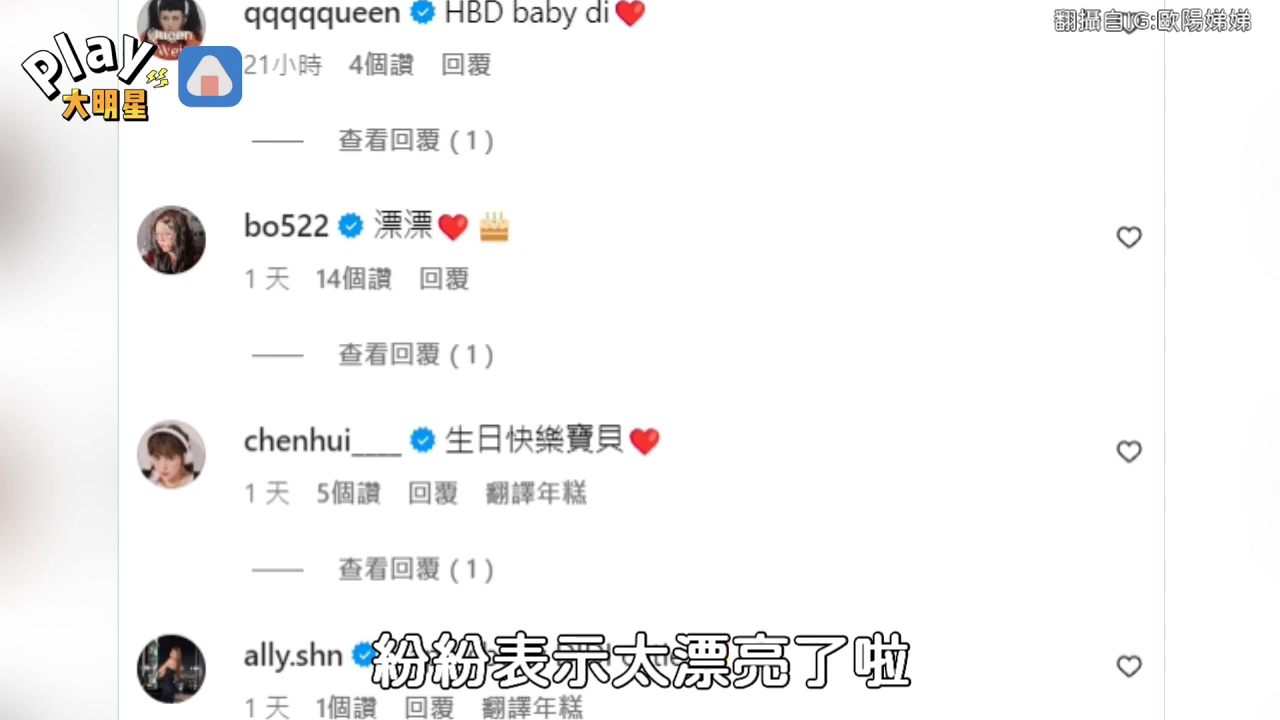 qqqqqueen HBD baby di❤️
翻攝自IG:歐陽娣娣
Play
大明星
Queen
Wei
21小時 4個讚 回覆
查看回覆 (1)
bo522 漂漂❤️🎂
1 天 14個讚 回覆
查看回覆 (1)
chenhui____ 生日快樂寶貝❤️
1 天 5個讚 回覆 翻譯年糕
查看回覆 (1)
ally.shn
紛紛表示太漂亮了啦
1 天 1個讚 回覆 翻譯年糕